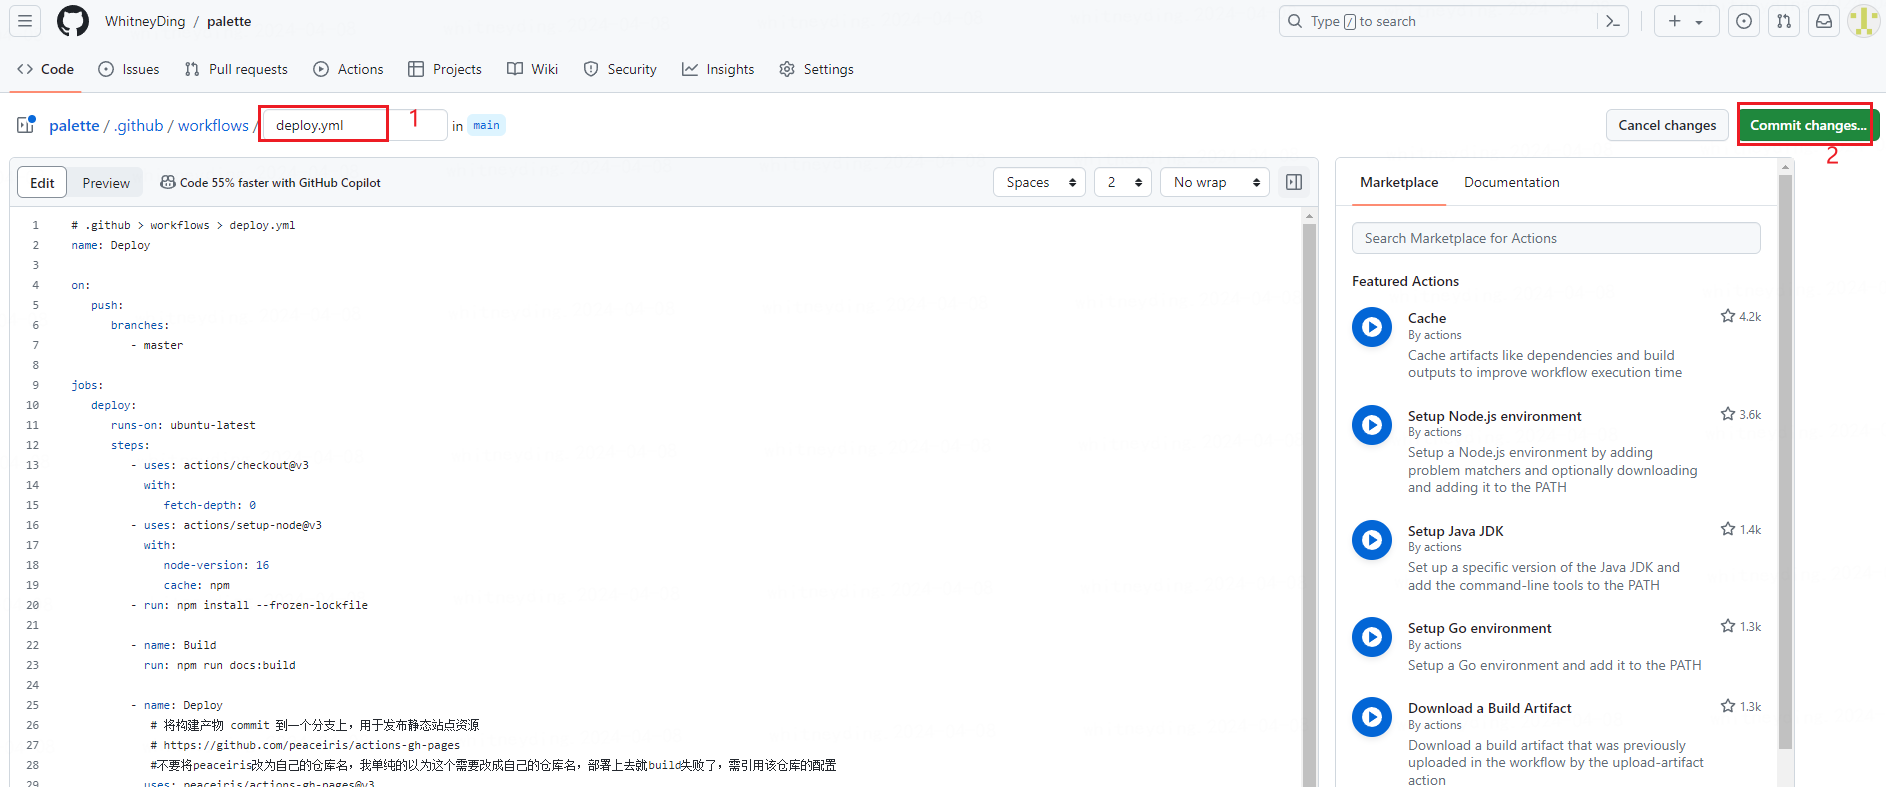 WhitneyDing / palette
Type / to search
Code
Issues
Pull requests
Actions
Projects
Wiki
Security
Insights
Settings
palette / .github / workflows / deploy.yml in main
1
Cancel changes
Commit changes...
2
Edit
Preview
Code 55% faster with GitHub Copilot
Spaces
2
No wrap
1 # .github > workflows > deploy.yml
2 name: Deploy
3
4 on:
5 push:
6 branches:
7 - master
8
9 jobs:
10 deploy:
11 runs-on: ubuntu-latest
12 steps:
13 - uses: actions/checkout@v3
14 with:
15 fetch-depth: 0
16 - uses: actions/setup-node@v3
17 with:
18 node-version: 16
19 cache: npm
20 - run: npm install --frozen-lockfile
21
22 - name: Build
23 run: npm run docs:build
24
25 - name: Deploy
26 # 将构建产物 commit 到一个分支上，用于发布静态站点资源
27 # https://github.com/peaceiris/actions-gh-pages
28 #不要将peaceiris改为自己的仓库名，我单纯的以为这个需要改成自己的仓库名，部署上去就build失败了，需引用该仓库的配置
29 uses: peaceiris/actions-gh-pages@v3
Marketplace
Documentation
Search Marketplace for Actions
Featured Actions
Cache
4.2k
By actions
Cache artifacts like dependencies and build
outputs to improve workflow execution time
Setup Node.js environment
3.6k
By actions
Setup a Node.js environment by adding
problem matchers and optionally downloading
and adding it to the PATH
Setup Java JDK
1.4k
By actions
Set up a specific version of the Java JDK and
add the command-line tools to the PATH
Setup Go environment
1.3k
By actions
Setup a Go environment and add it to the PATH
Download a Build Artifact
1.3k
By actions
Download a build artifact that was previously
uploaded in the workflow by the upload-artifact
action